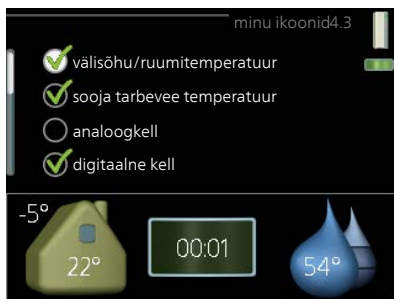 minu ikoonid4.3
välisõhu/ruumitemperatuur
sooja tarbevee temperatuur
analoogkell
digitaalne kell
-5°
22°
00:01
54°